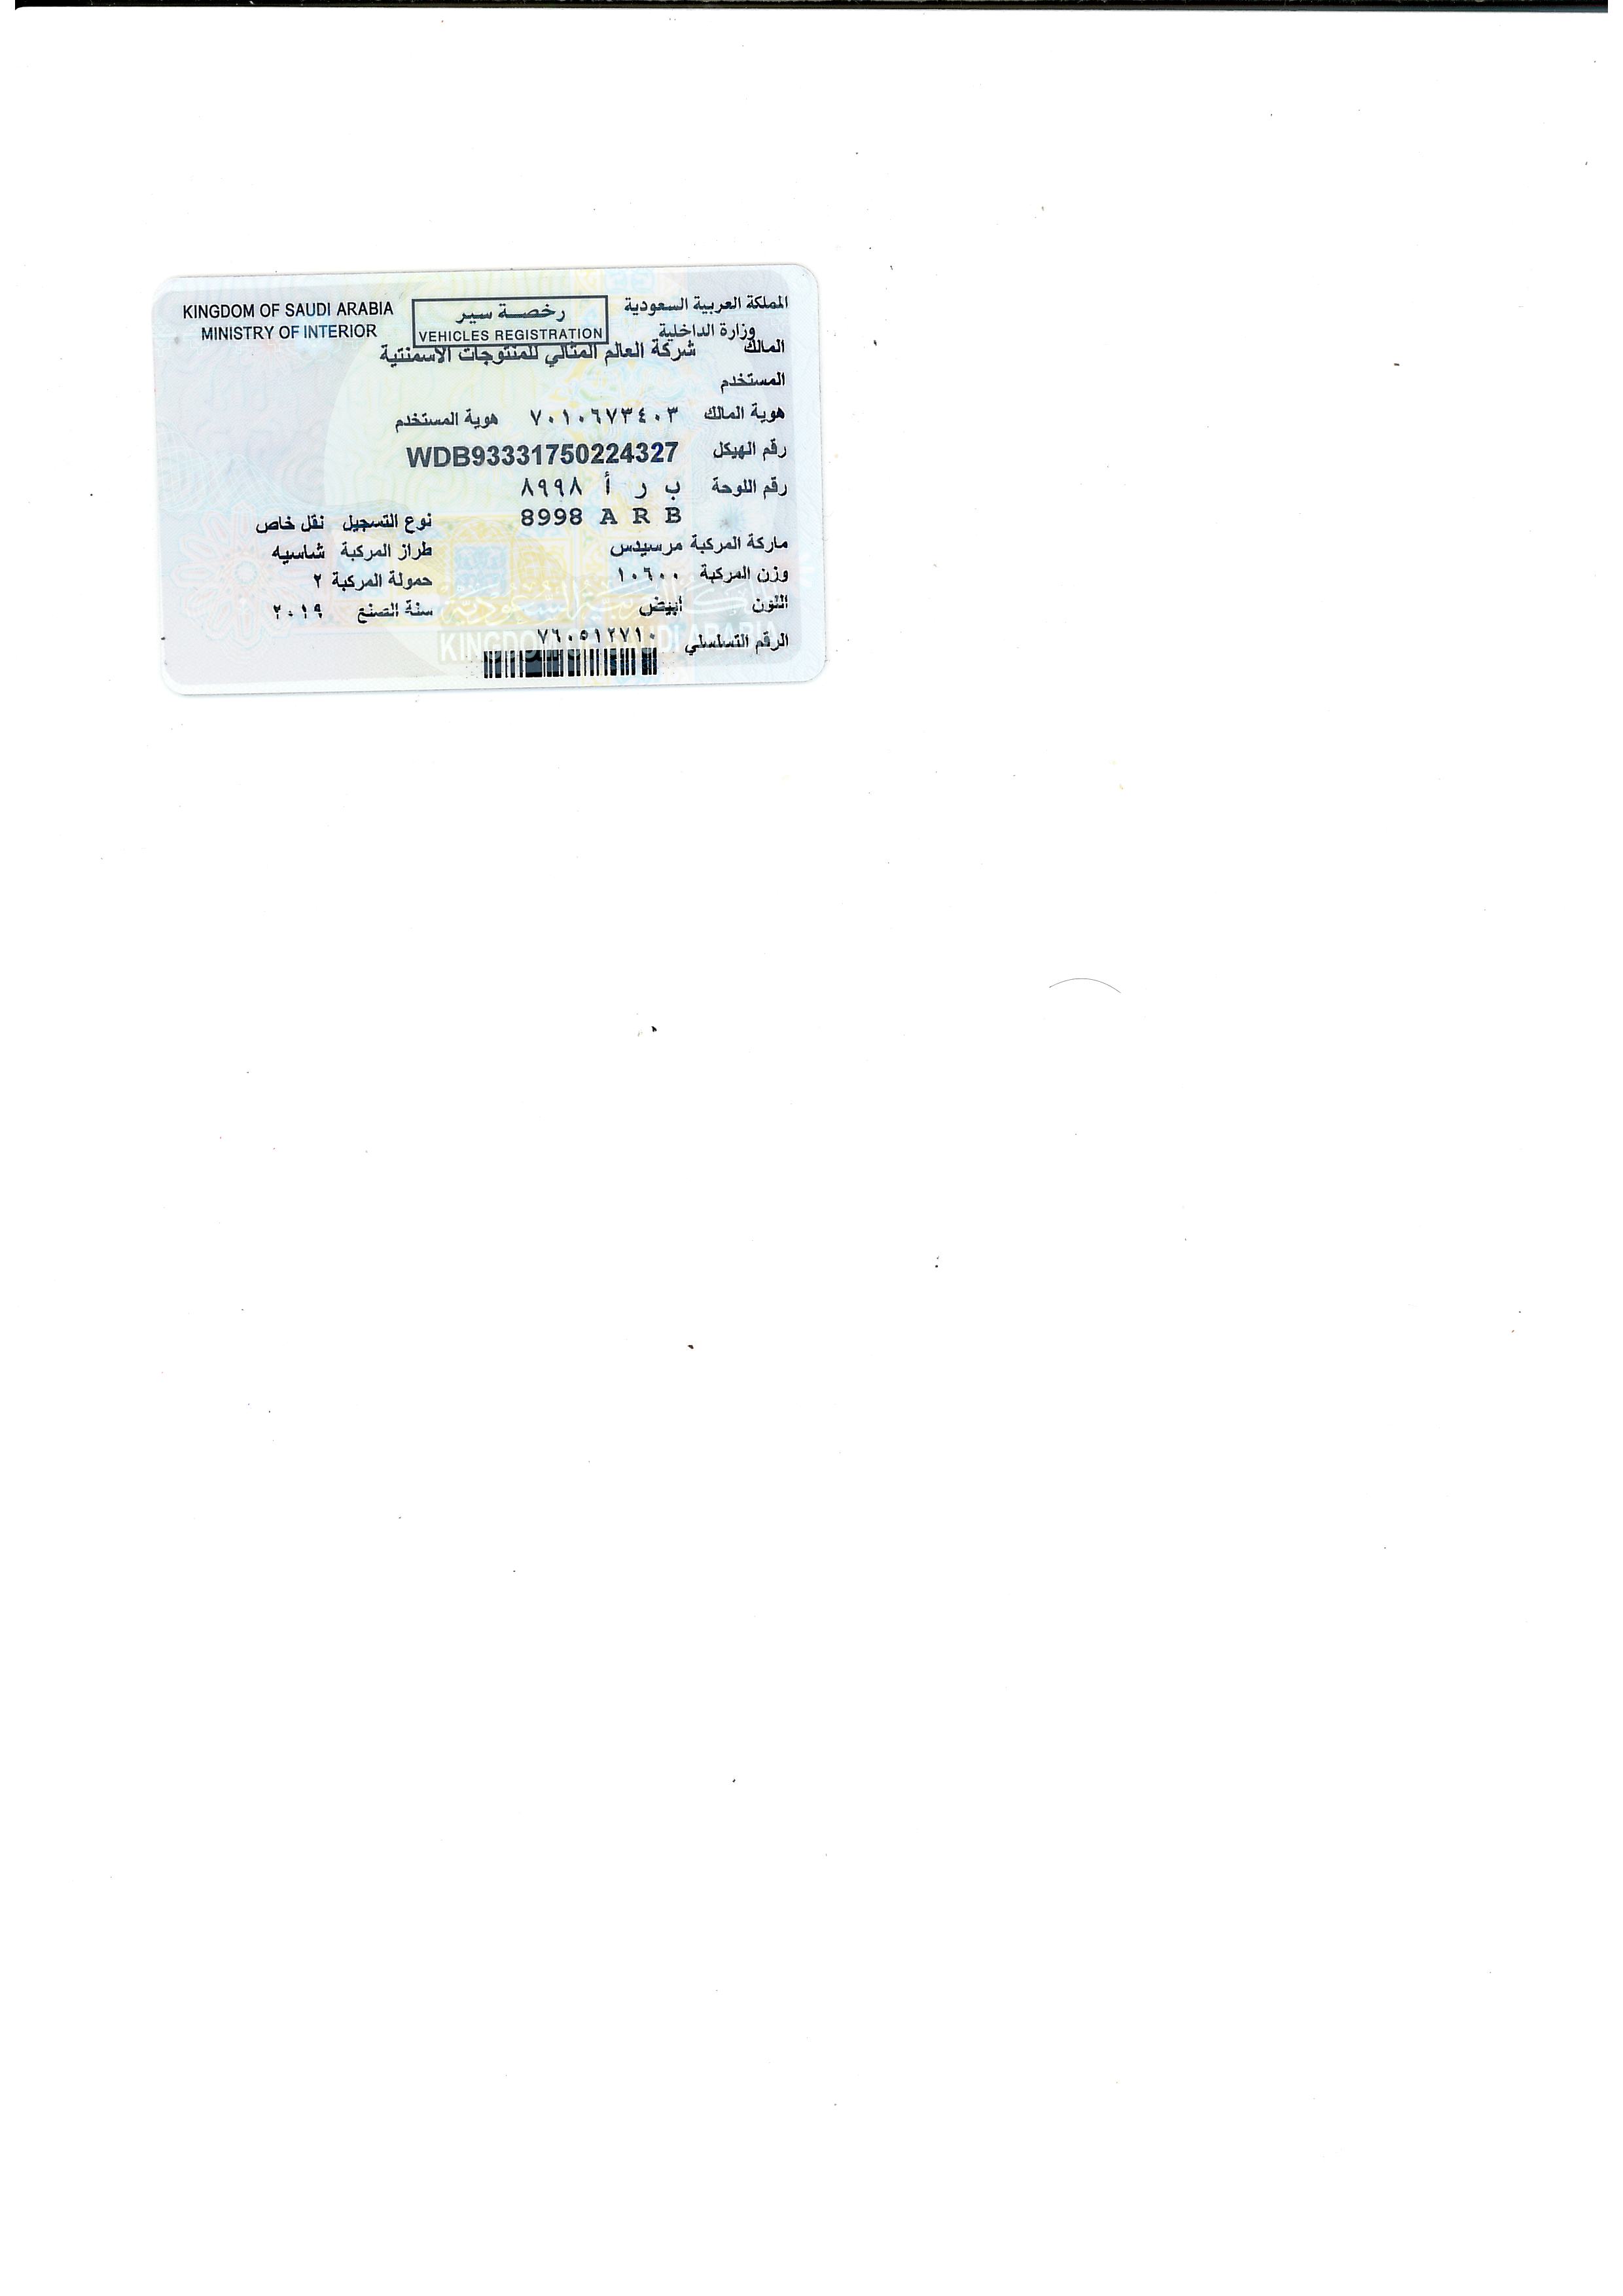 المملكة العربية السعودية
وزارة الداخلية
رخصة سير
VEHICLES REGISTRATION
KINGDOM OF SAUDI ARABIA
MINISTRY OF INTERIOR
المالك شركة العالم المثالي للمنتوجات الاسمنتية
المستخدم
هوية المالك ٧٠١٠٦٧٣٤٠٣ هوية المستخدم
رقم الهيكل WDB93331750224327
رقم اللوحة ب ر أ ٨٩٩٨
8998 A R B
نوع التسجيل نقل خاص
ماركة المركبة مرسيدس طراز المركبة شاسيه
وزن المركبة ١٠٦٠٠ حمولة المركبة ٢
اللون ابيض سنة الصنع ٢٠١٩
الرقم التسلسلي ٧٦٠٥١٢٧١٠
KINGDOM OF SAUDI ARABIA